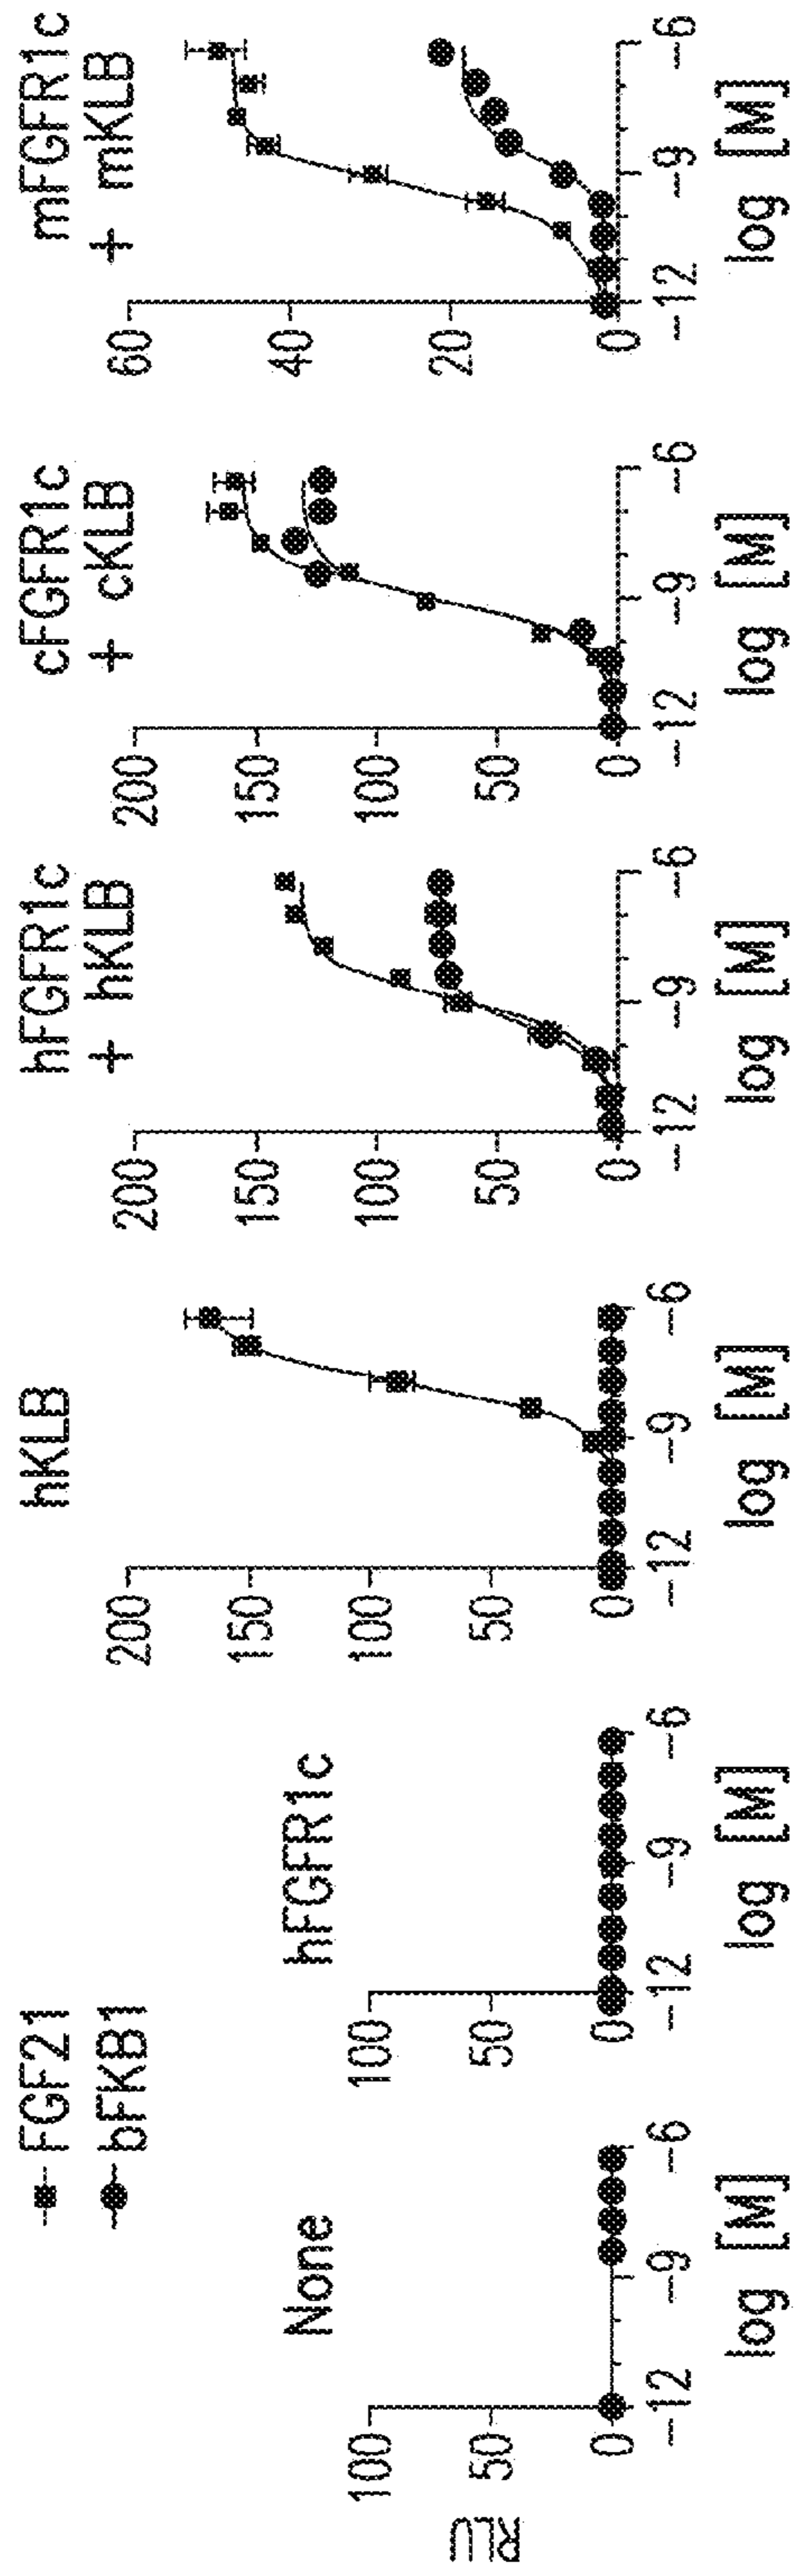 FGF21
bFKB1
None
RLU
100
50
0
−12
−9
−6
log [M]
hFGFR1c
100
50
0
−12
−9
−6
log [M]
hKLB
200
150
100
50
0
−12
−9
−6
log [M]
hFGFR1c
+ hKLB
200
150
100
50
0
−12
−9
−6
log [M]
cFGFR1c
+ cKLB
200
150
100
50
0
−12
−9
−6
log [M]
mFGFR1c
+ mKLB
60
40
20
0
−12
−9
−6
log [M]